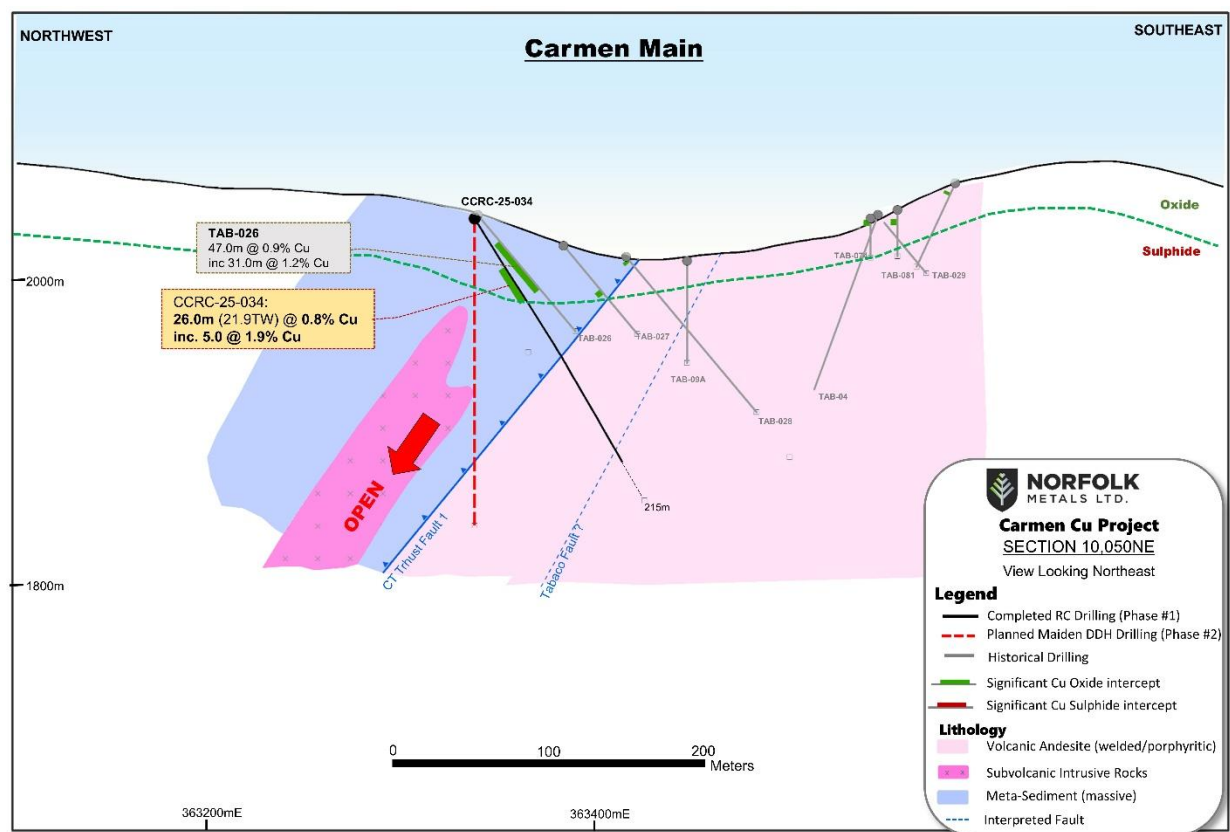 NORTHWEST
SOUTHEAST
Carmen Main
CCRC-25-034
TAB-026
47.0m @ 0.9% Cu
inc 31.0m @ 1.2% Cu
Oxide
Sulphide
2000m
CCRC-25-034:
26.0m (21.9TW) @ 0.8% Cu
inc. 5.0 @ 1.9% Cu
TAB-026
TAB-027
TAB-09A
TAB-028
TAB-04
TAB-081
TAB-029
OPEN
215m
CT Trhust Fault 1
Tabaco Fault ?
1800m
NORFOLK
METALS LTD.
Carmen Cu Project
SECTION 10,050NE
View Looking Northeast
Legend
Completed RC Drilling (Phase #1)
Planned Maiden DDH Drilling (Phase #2)
Historical Drilling
Significant Cu Oxide intercept
Significant Cu Sulphide intercept
Lithology
Volcanic Andesite (welded/porphyritic)
Subvolcanic Intrusive Rocks
Meta-Sediment (massive)
Interpreted Fault
0 100 200
Meters
363200mE
363400mE